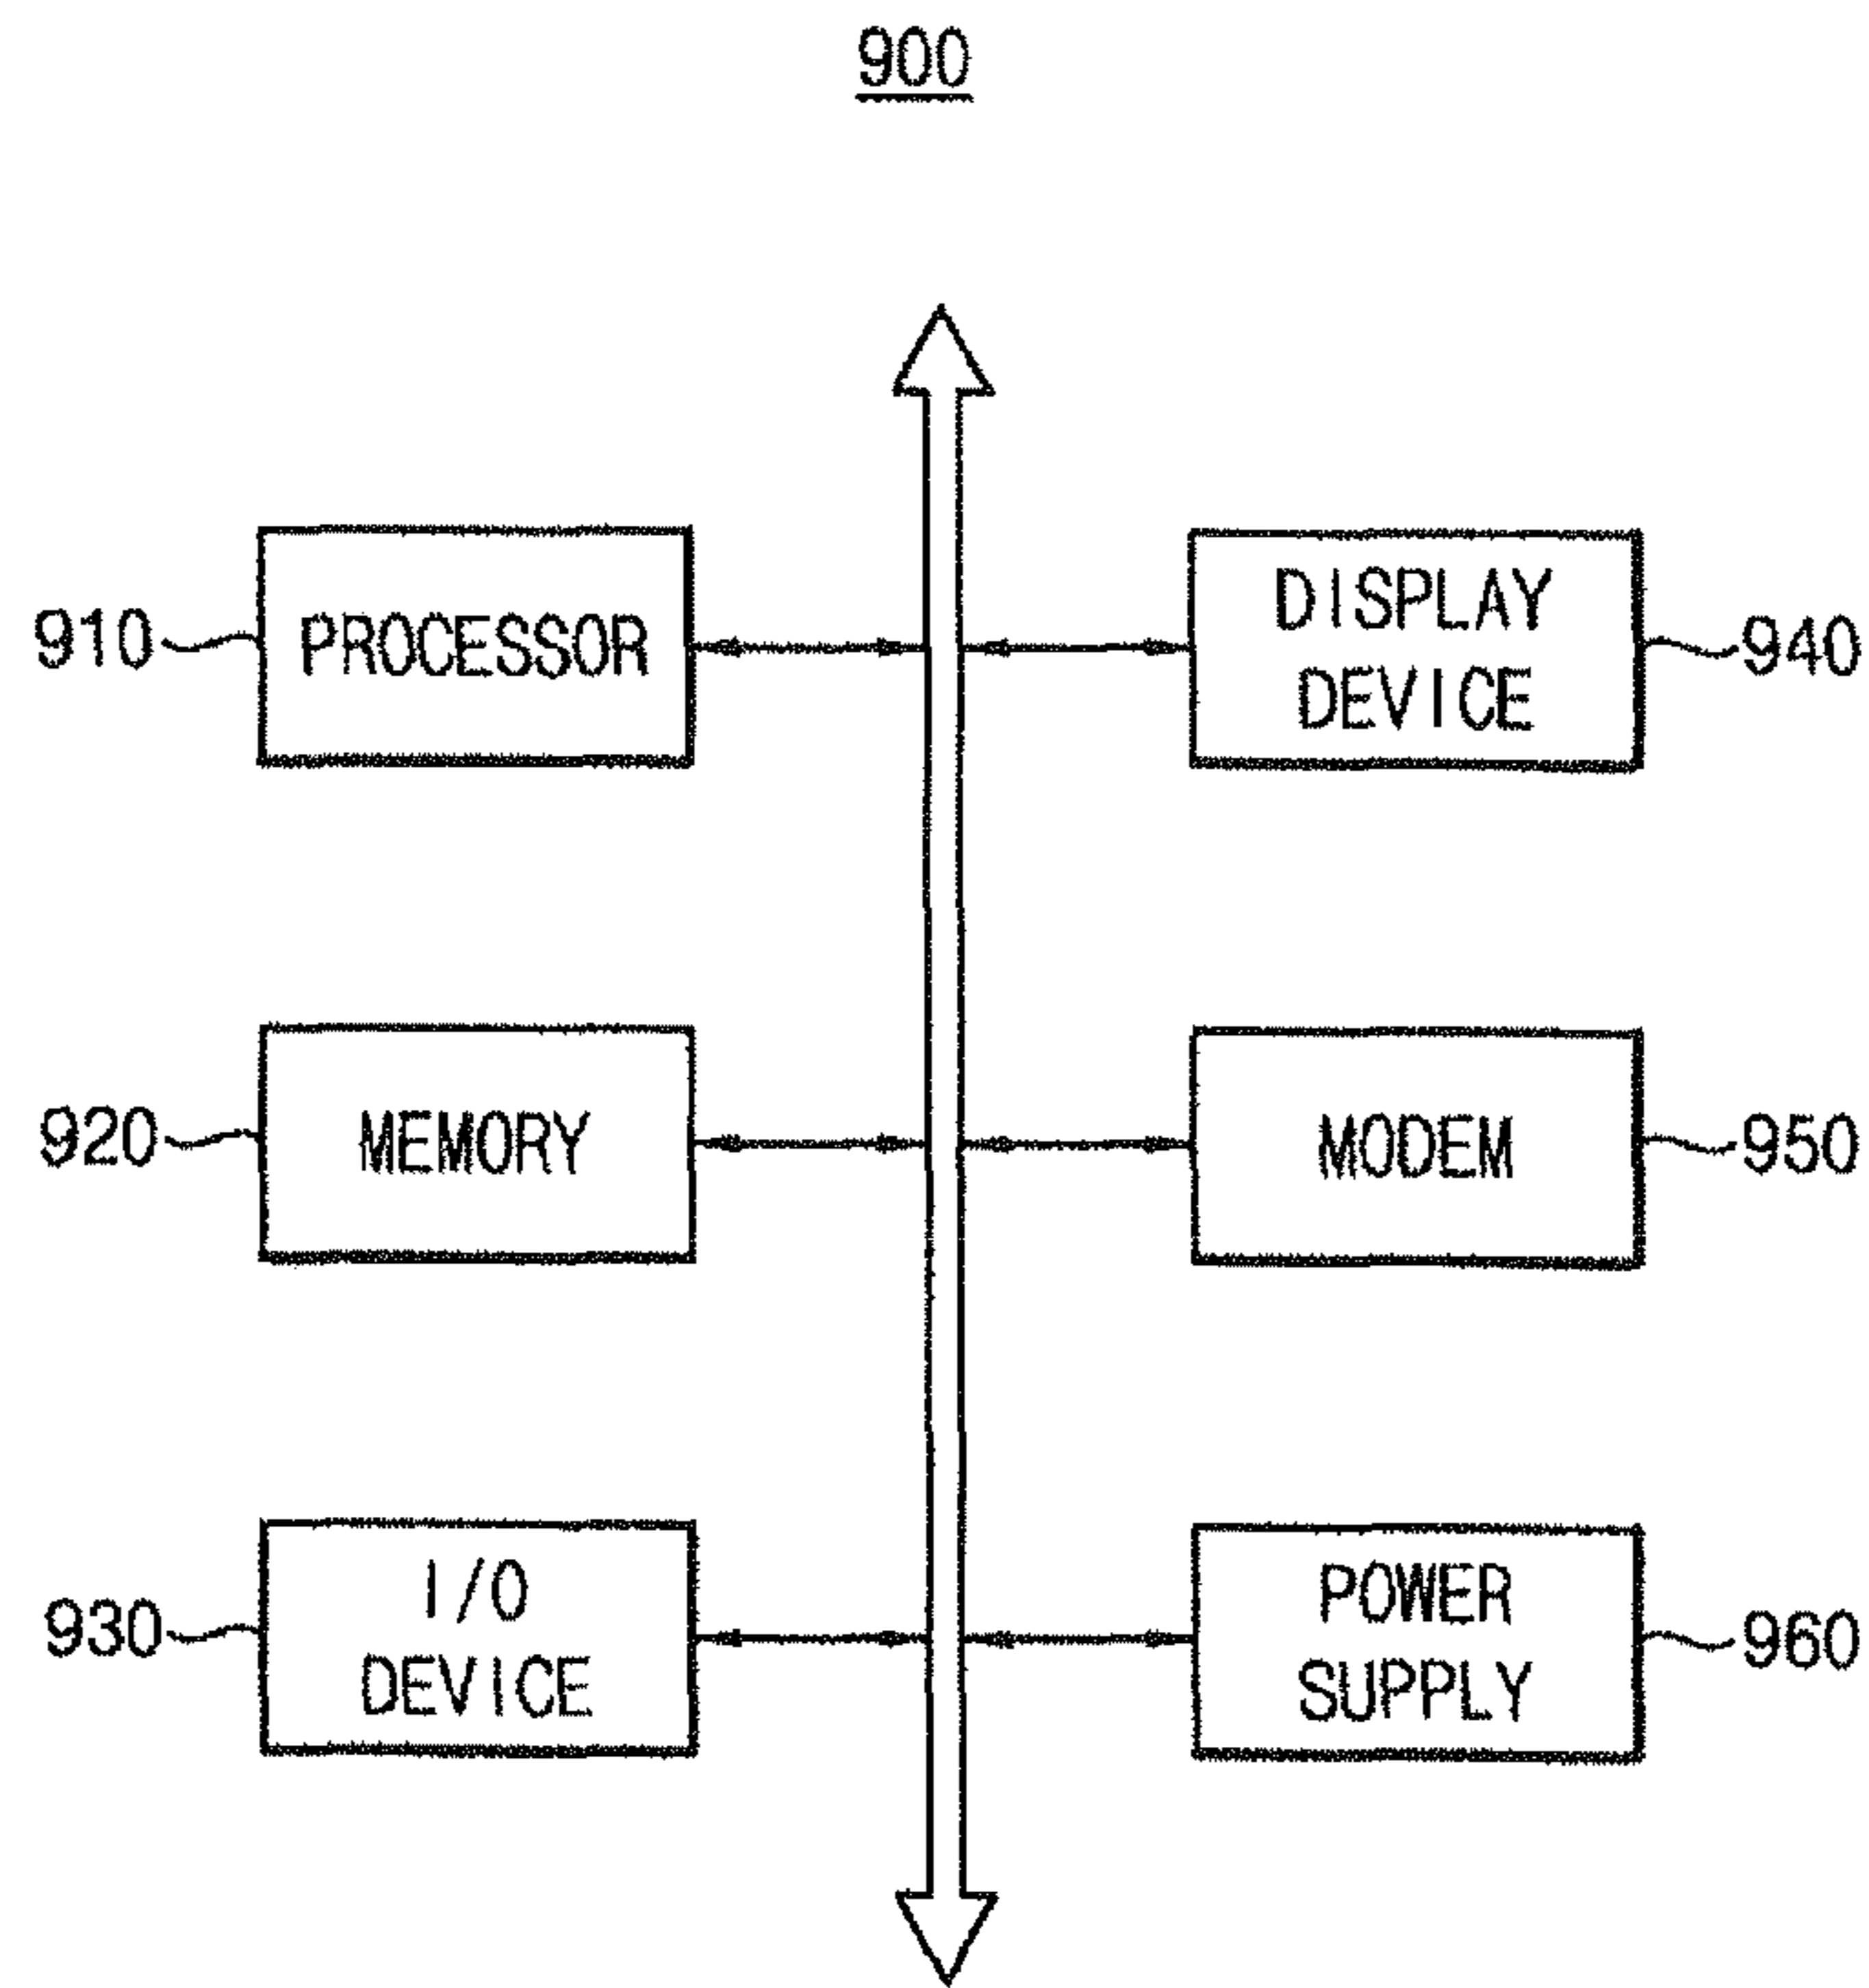 900
910
PROCESSOR
DISPLAY
DEVICE
940
920
MEMORY
MODEM
950
930
I/O
DEVICE
POWER
SUPPLY
960